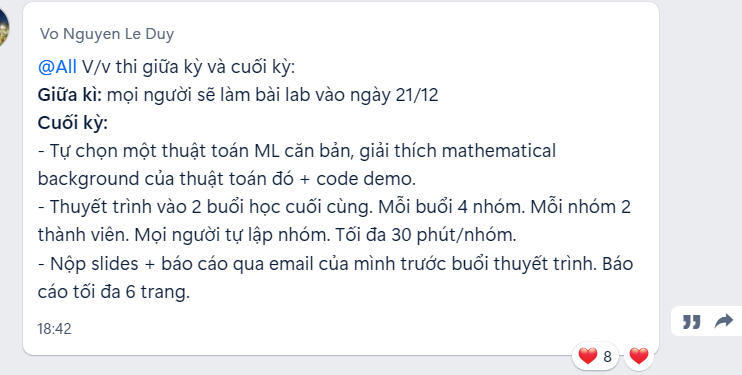 Vo Nguyen Le Duy
@All V/v thi giữa kỳ và cuối kỳ:
Giữa kì: mọi người sẽ làm bài lab vào ngày 21/12
Cuối kỳ:
- Tự chọn một thuật toán ML căn bản, giải thích mathematical
background của thuật toán đó + code demo.
- Thuyết trình vào 2 buổi học cuối cùng. Mỗi buổi 4 nhóm. Mỗi nhóm 2
thành viên. Mọi người tự lập nhóm. Tối đa 30 phút/nhóm.
- Nộp slides + báo cáo qua email của mình trước buổi thuyết trình. Báo
cáo tối đa 6 trang.
18:42
8